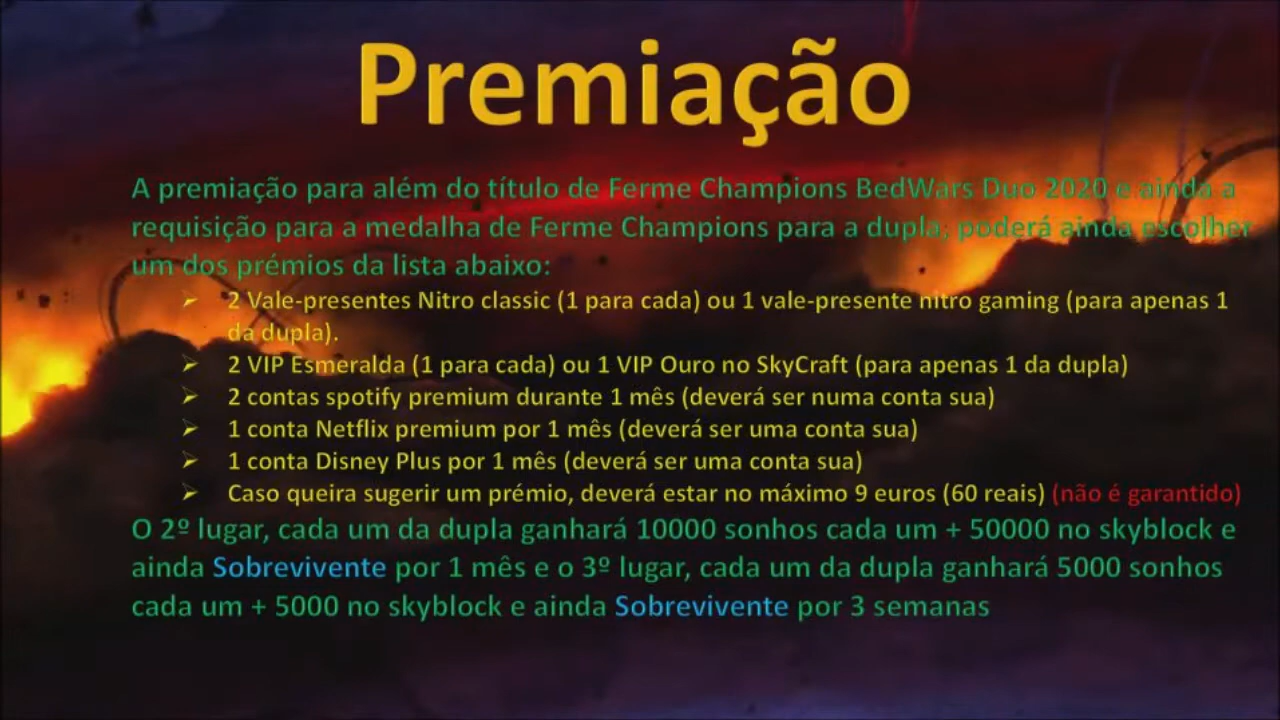 Premiação
A premiação para além do título de Ferme Champions BedWars Duo 2020 e ainda a
requisição para a medalha de Ferme Champions para a dupla; poderá ainda escolher
um dos prémios da lista abaixo:
➢ 2 Vale-presentes Nitro classic (1 para cada) ou 1 vale-presente nitro gaming (para apenas 1
da dupla).
➢ 2 VIP Esmeralda (1 para cada) ou 1 VIP Ouro no SkyCraft (para apenas 1 da dupla)
➢ 2 contas spotify premium durante 1 mês (deverá ser numa conta sua)
➢ 1 conta Netflix premium por 1 mês (deverá ser uma conta sua)
➢ 1 conta Disney Plus por 1 mês (deverá ser uma conta sua)
➢ Caso queira sugerir um prémio, deverá estar no máximo 9 euros (60 reais) (não é garantido)
O 2º lugar, cada um da dupla ganhará 10000 sonhos cada um + 50000 no skyblock e
ainda Sobrevivente por 1 mês e o 3º lugar, cada um da dupla ganhará 5000 sonhos
cada um + 5000 no skyblock e ainda Sobrevivente por 3 semanas